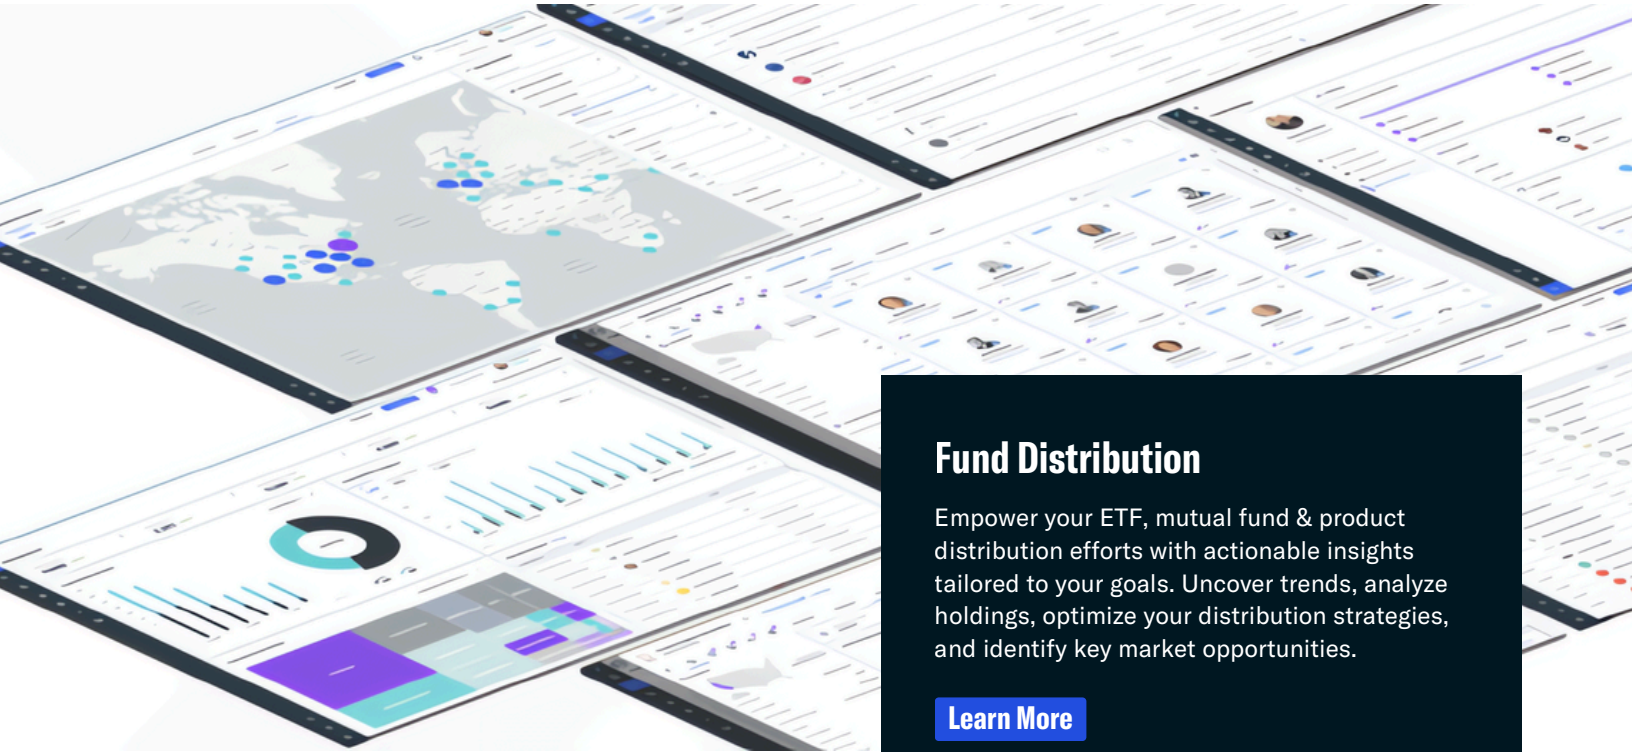 Fund Distribution
Empower your ETF, mutual fund & product
distribution efforts with actionable insights
tailored to your goals. Uncover trends, analyze
holdings, optimize your distribution strategies,
and identify key market opportunities.
Learn More